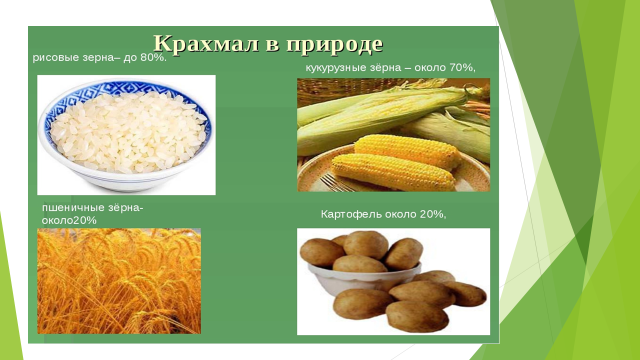 Крахмал в природе
рисовые зерна– до 80%.
кукурузные зёрна – около 70%,
пшеничные зёрна-
около20%
Картофель около 20%,